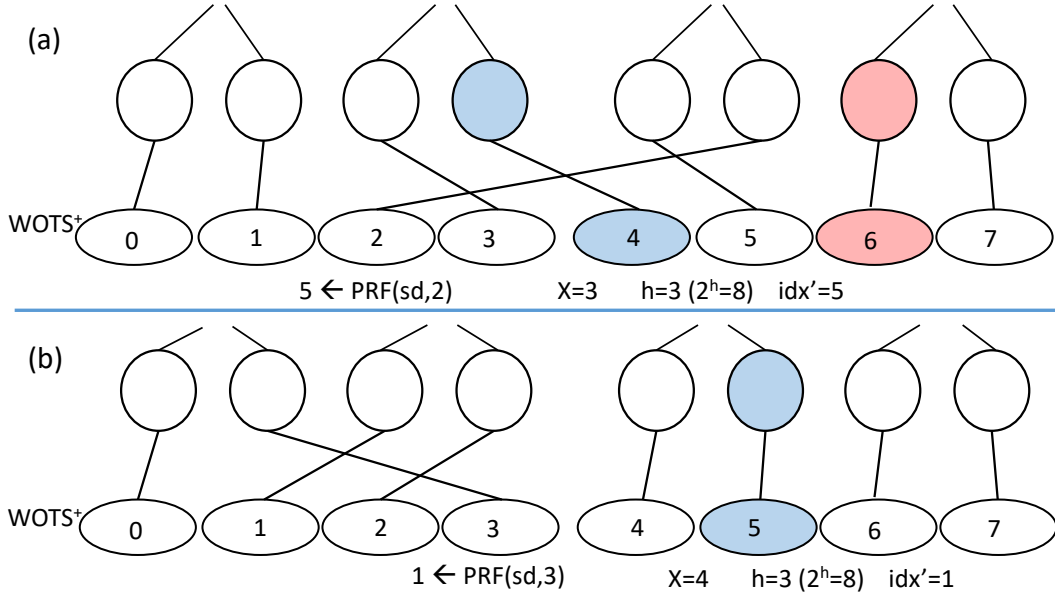 (a)
WOTS⁺ 0 1 2 3 4 5 6 7
5 ← PRF(sd,2) X=3 h=3 (2ʰ=8) idx’=5
(b)
WOTS⁺ 0 1 2 3 4 5 6 7
1 ← PRF(sd,3) X=4 h=3 (2ʰ=8) idx’=1